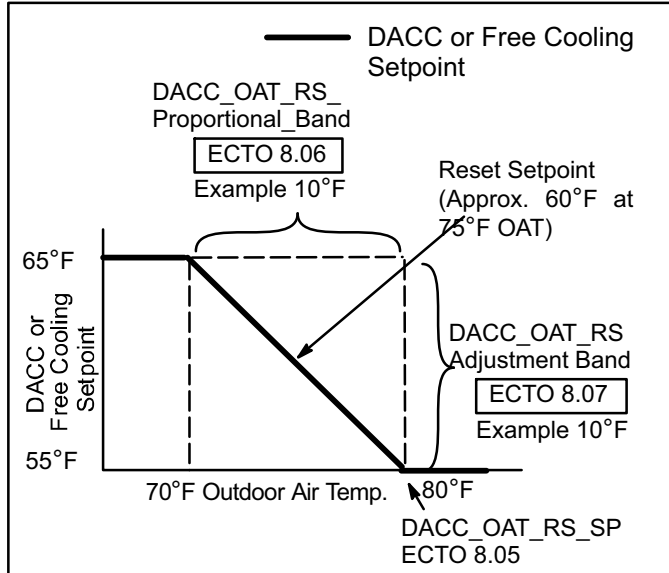 DACC or Free Cooling
Setpoint
DACC_OAT_RS_
Proportional_Band
ECTO 8.06
Example 10°F
Reset Setpoint
(Approx. 60°F at
75°F OAT)
65°F
DACC or
Free Cooling
Setpoint
DACC_OAT_RS
Adjustment Band
ECTO 8.07
Example 10°F
55°F
70°F Outdoor Air Temp. 80°F
DACC_OAT_RS_SP
ECTO 8.05